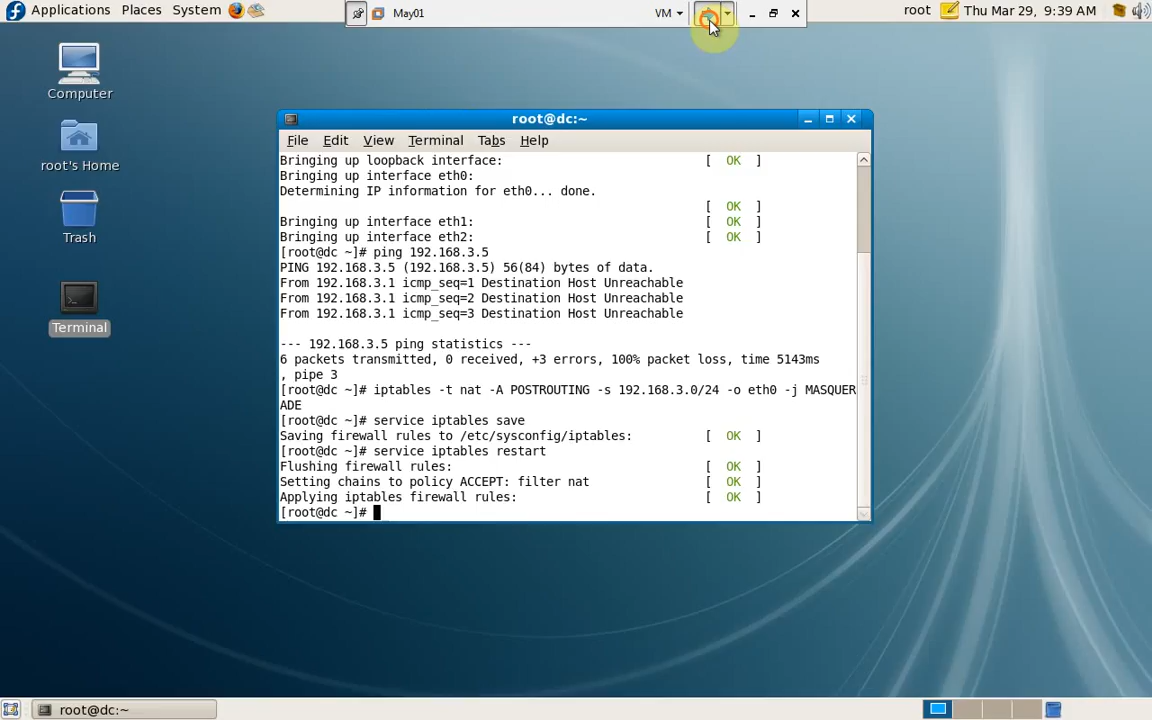 Applications Places System
May01
VM
root
Thu Mar 29, 9:39 AM
Computer
root's Home
Trash
Terminal
root@dc:~
File Edit View Terminal Tabs Help
Bringing up loopback interface: [ OK ]
Bringing up interface eth0:
Determining IP information for eth0... done.
[ OK ]
Bringing up interface eth1: [ OK ]
Bringing up interface eth2: [ OK ]
[root@dc ~]# ping 192.168.3.5
PING 192.168.3.5 (192.168.3.5) 56(84) bytes of data.
From 192.168.3.1 icmp_seq=1 Destination Host Unreachable
From 192.168.3.1 icmp_seq=2 Destination Host Unreachable
From 192.168.3.1 icmp_seq=3 Destination Host Unreachable
--- 192.168.3.5 ping statistics ---
6 packets transmitted, 0 received, +3 errors, 100% packet loss, time 5143ms
, pipe 3
[root@dc ~]# iptables -t nat -A POSTROUTING -s 192.168.3.0/24 -o eth0 -j MASQUER
ADE
[root@dc ~]# service iptables save
Saving firewall rules to /etc/sysconfig/iptables: [ OK ]
[root@dc ~]# service iptables restart
Flushing firewall rules: [ OK ]
Setting chains to policy ACCEPT: filter nat [ OK ]
Applying iptables firewall rules: [ OK ]
[root@dc ~]#
root@dc:~